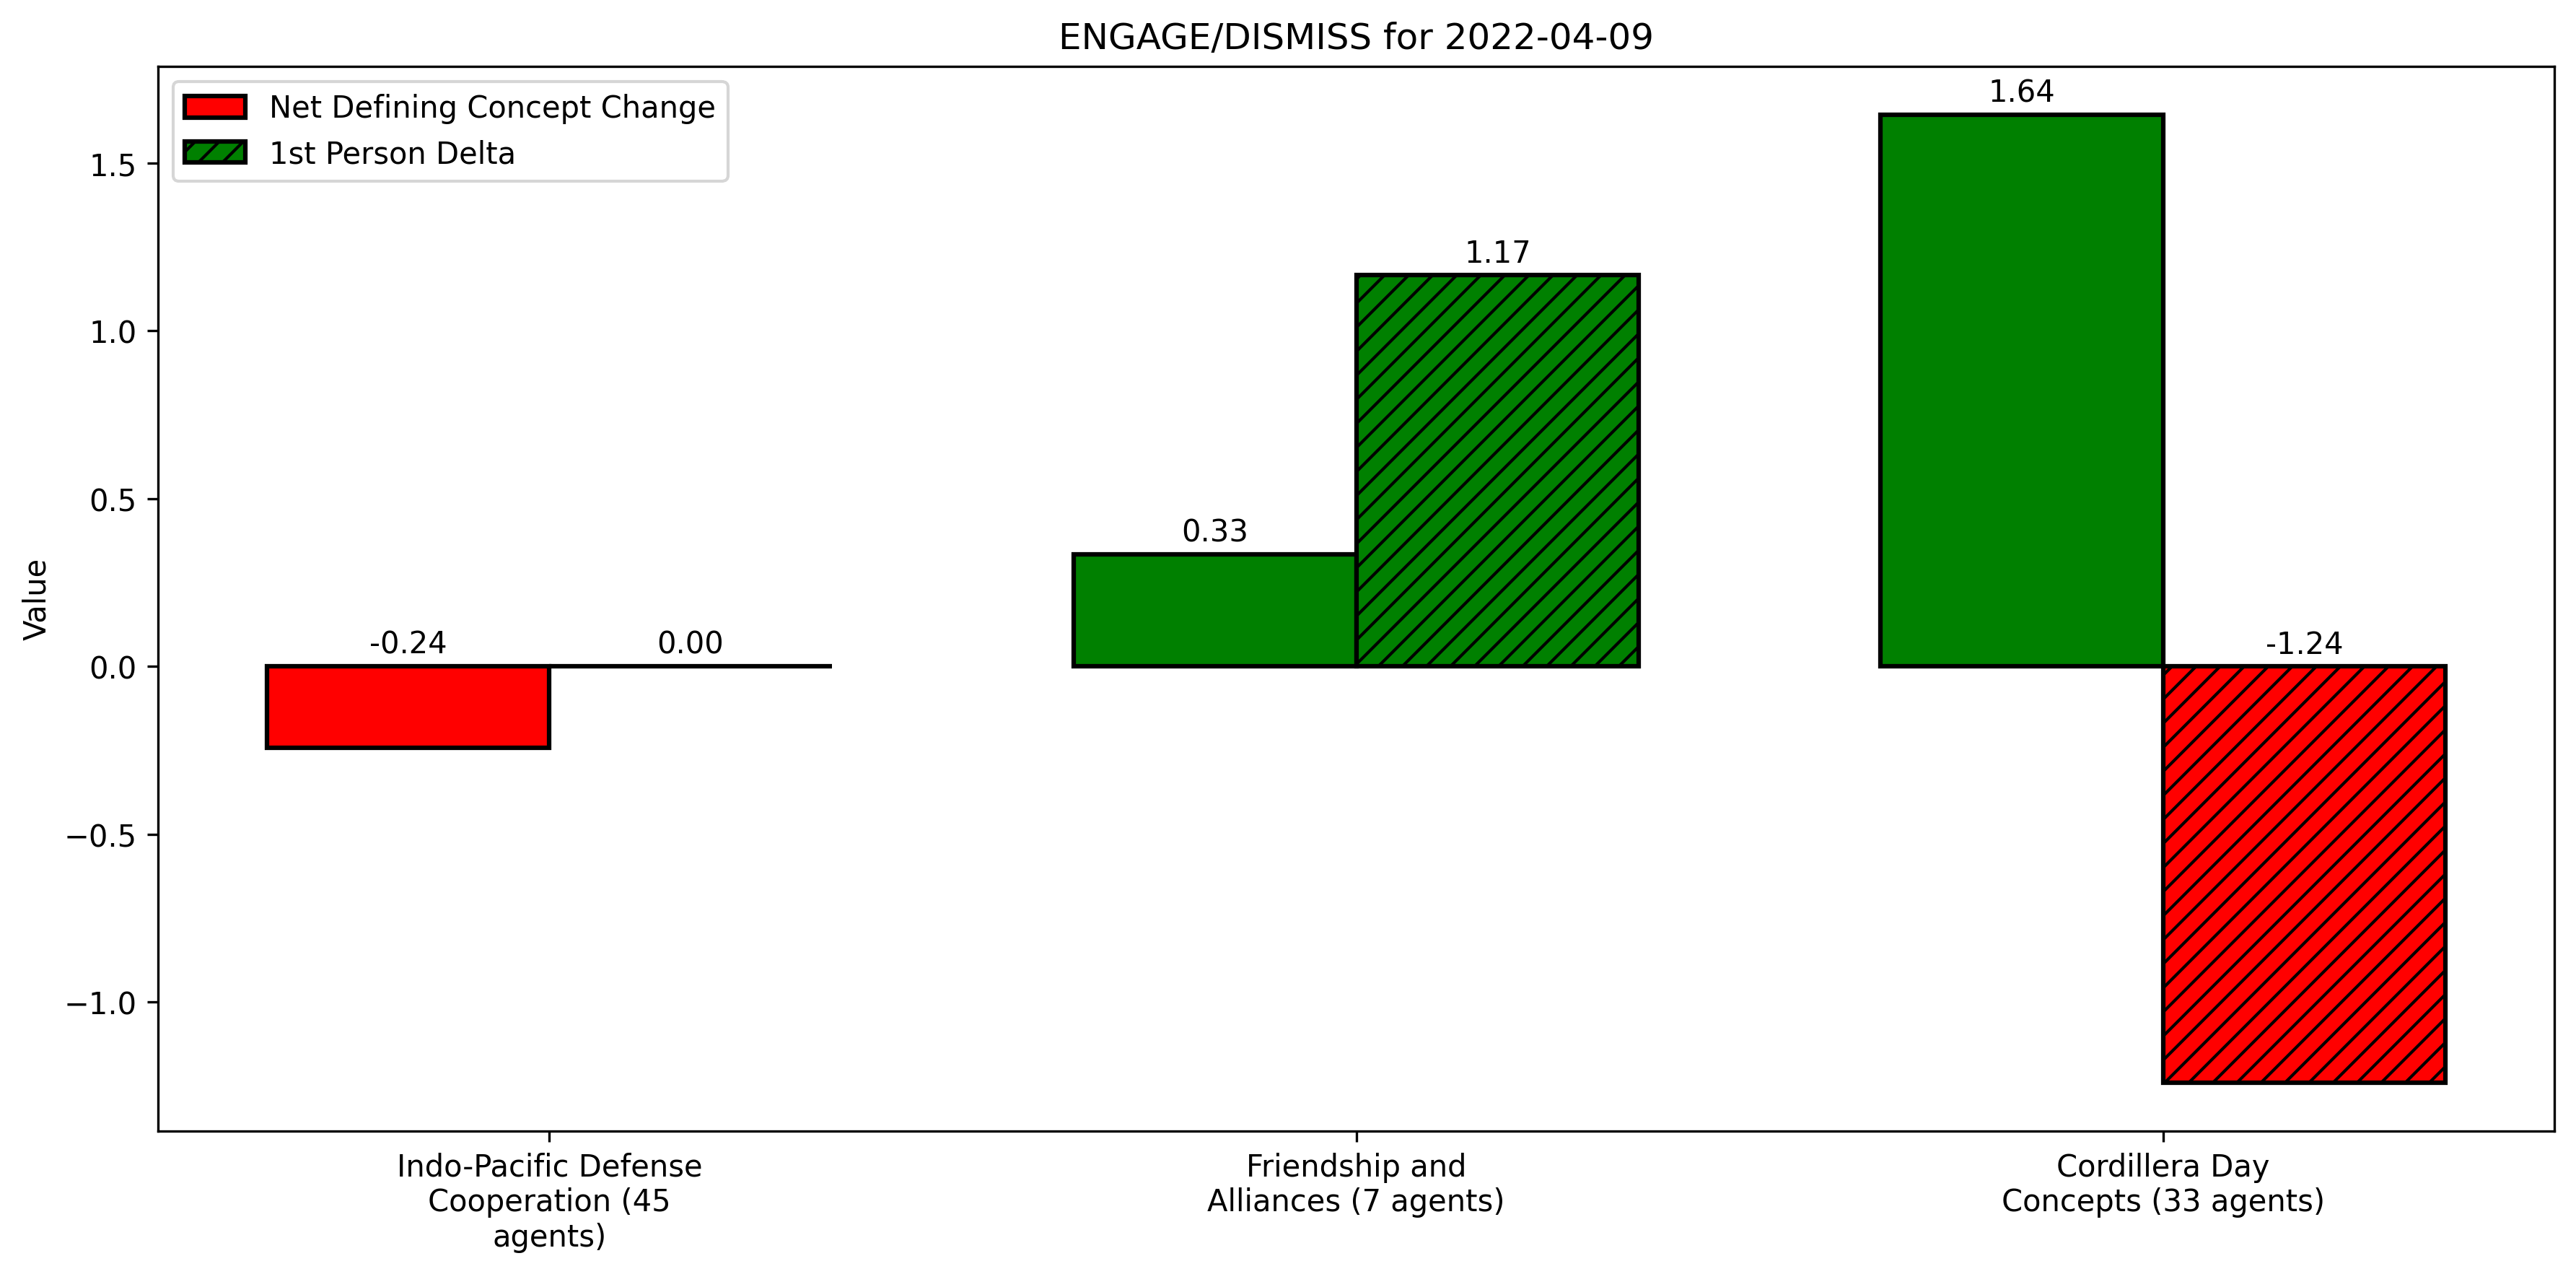 ENGAGE/DISMISS for 2022-04-09
Net Defining Concept Change
1st Person Delta
Value
1.5
1.0
0.5
0.0
−0.5
−1.0
-0.24
0.00
0.33
1.17
1.64
-1.24
Indo-Pacific Defense
Cooperation (45
agents)
Friendship and
Alliances (7 agents)
Cordillera Day
Concepts (33 agents)